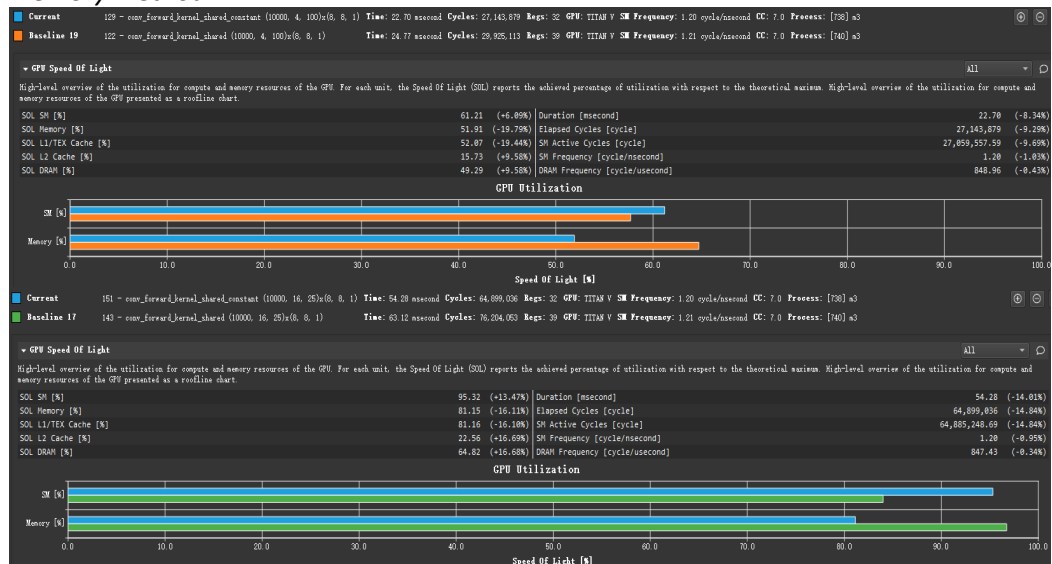 Current 129 - conv_forward_kernel_shared_constant (10000, 4, 100)x(8, 8, 1) Time: 22.70 msecond Cycles: 27,143,879 Regs: 32 GPU: TITAN V SM Frequency: 1.20 cycle/nsecond CC: 7.0 Process: [738] m3
Baseline 19 122 - conv_forward_kernel_shared (10000, 4, 100)x(8, 8, 1) Time: 24.77 msecond Cycles: 29,925,113 Regs: 39 GPU: TITAN V SM Frequency: 1.21 cycle/nsecond CC: 7.0 Process: [740] m3
GPU Speed Of Light All
High-level overview of the utilization for compute and memory resources of the GPU. For each unit, the Speed Of Light (SOL) reports the achieved percentage of utilization with respect to the theoretical maximum. High-level overview of the utilization for compute and
memory resources of the GPU presented as a roofline chart.
SOL SM [%] 61.21 (+6.09%) Duration [msecond] 22.70 (-8.34%)
SOL Memory [%] 51.91 (-19.79%) Elapsed Cycles [cycle] 27,143,879 (-9.29%)
SOL L1/TEX Cache [%] 52.07 (-19.44%) SM Active Cycles [cycle] 27,059,557.59 (-9.69%)
SOL L2 Cache [%] 15.73 (+9.58%) SM Frequency [cycle/nsecond] 1.20 (-1.03%)
SOL DRAM [%] 49.29 (+9.58%) DRAM Frequency [cycle/usecond] 848.96 (-0.43%)
GPU Utilization
SM [%]
Memory [%]
0.0 10.0 20.0 30.0 40.0 50.0 60.0 70.0 80.0 90.0 100.0
Speed Of Light [%]
Current 151 - conv_forward_kernel_shared_constant (10000, 16, 25)x(8, 8, 1) Time: 54.28 msecond Cycles: 64,899,036 Regs: 32 GPU: TITAN V SM Frequency: 1.20 cycle/nsecond CC: 7.0 Process: [738] m3
Baseline 17 143 - conv_forward_kernel_shared (10000, 16, 25)x(8, 8, 1) Time: 63.12 msecond Cycles: 76,204,053 Regs: 39 GPU: TITAN V SM Frequency: 1.21 cycle/nsecond CC: 7.0 Process: [740] m3
GPU Speed Of Light All
High-level overview of the utilization for compute and memory resources of the GPU. For each unit, the Speed Of Light (SOL) reports the achieved percentage of utilization with respect to the theoretical maximum. High-level overview of the utilization for compute and
memory resources of the GPU presented as a roofline chart.
SOL SM [%] 95.32 (+13.47%) Duration [msecond] 54.28 (-14.01%)
SOL Memory [%] 81.15 (-16.11%) Elapsed Cycles [cycle] 64,899,036 (-14.84%)
SOL L1/TEX Cache [%] 81.16 (-16.10%) SM Active Cycles [cycle] 64,885,248.69 (-14.84%)
SOL L2 Cache [%] 22.56 (+16.69%) SM Frequency [cycle/nsecond] 1.20 (-0.95%)
SOL DRAM [%] 64.82 (+16.68%) DRAM Frequency [cycle/usecond] 847.43 (-0.34%)
GPU Utilization
SM [%]
Memory [%]
0.0 10.0 20.0 30.0 40.0 50.0 60.0 70.0 80.0 90.0 100.0
Speed Of Light [%]